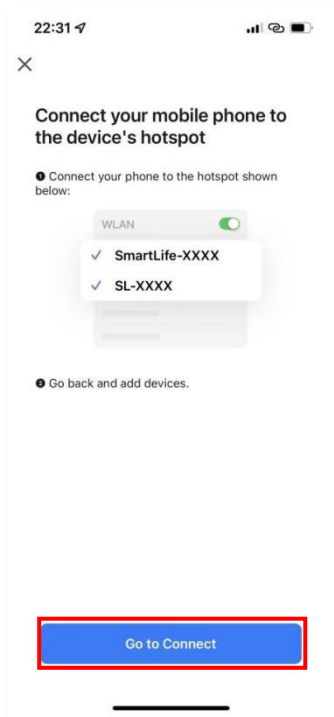 22:31
Connect your mobile phone to
the device's hotspot
❶ Connect your phone to the hotspot shown
below:
WLAN
SmartLife-XXXX
SL-XXXX
❷ Go back and add devices.
Go to Connect